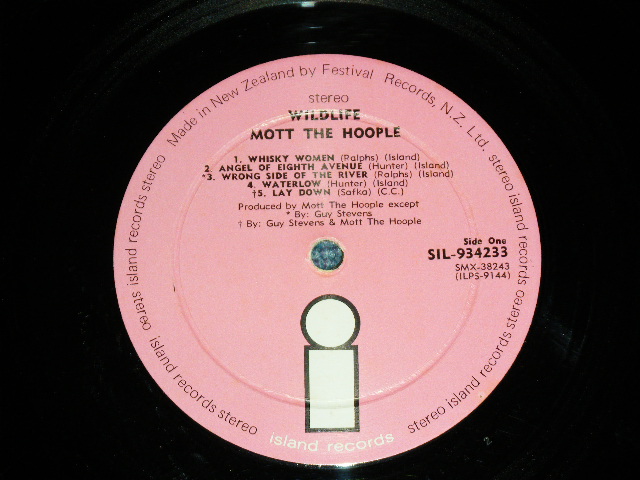 Made in New Zealand by Festival Records, N.Z. Ltd. stereo island records stereo
stereo island records stereo
stereo island records stereo
island records stereo
stereo
WILDLIFE
MOTT THE HOOPLE
1. WHISKY WOMEN (Ralphs) (Island)
2. ANGEL OF EIGHTH AVENUE (Hunter) (Island)
*3. WRONG SIDE OF THE RIVER (Ralphs) (Island)
4. WATERLOW (Hunter) (Island)
†5. LAY DOWN (Safka) (C.C.)
Produced by Mott The Hoople except
* By: Guy Stevens
† By: Guy Stevens & Mott The Hoople
Side One
SIL-934233
SMX-38243
(ILPS-9144)
island records